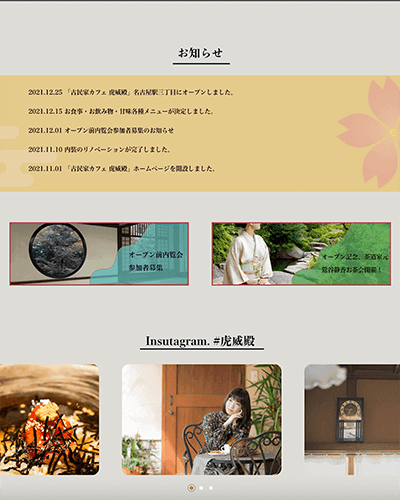 お知らせ
2021.12.25 「古民家カフェ 虎威殿」名古屋駅三丁目にオープンしました。
2021.12.15 お食事・お飲み物・甘味各種メニューが決定しました。
2021.12.01 オープン前内覧会参加者募集のお知らせ
2021.11.10 内装のリノベーションが完了しました。
2021.11.01 「古民家カフェ 虎威殿」ホームページを開設しました。
オープン前内覧会
参加者募集
オープン記念、茶道家元
鶯谷静香お茶会開催！
Insutagram. #虎威殿